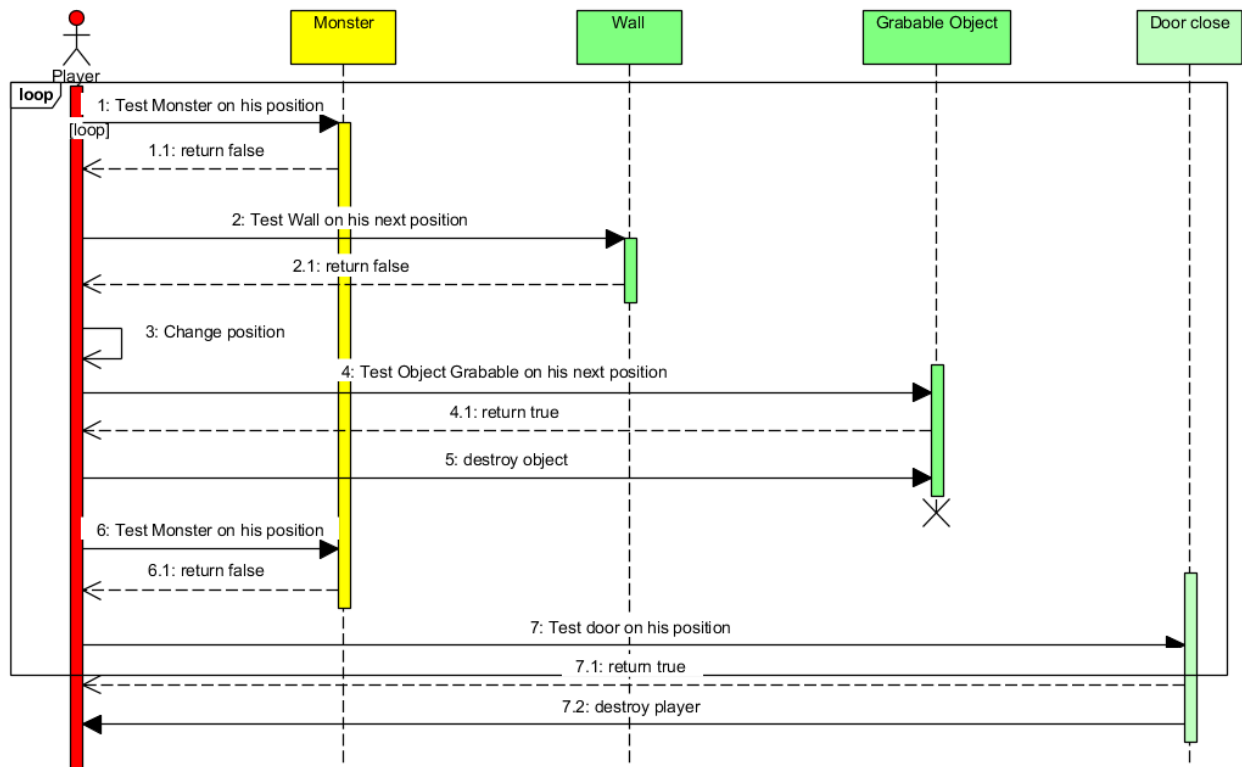 Monster
Wall
Grabable Object
Door close
Player
loop
1: Test Monster on his position
[loop]
1.1: return false
2: Test Wall on his next position
2.1: return false
3: Change position
4: Test Object Grabable on his next position
4.1: return true
5: destroy object
6: Test Monster on his position
6.1: return false
7: Test door on his position
7.1: return true
7.2: destroy player